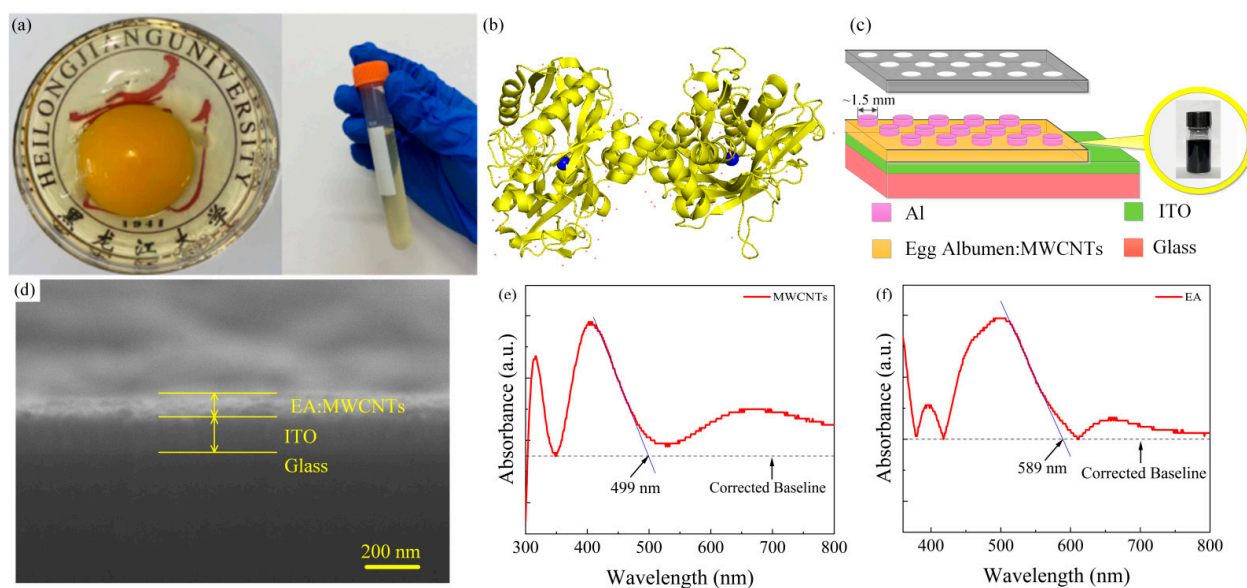 (a)
HEILONGJIANGUNIVERSITY
1941
黑龙江大学
(b)
(c)
~1.5 mm
Al
ITO
Egg Albumen:MWCNTs
Glass
(d)
EA:MWCNTs
ITO
Glass
200 nm
(e)
MWCNTs
Absorbance (a.u.)
499 nm
Corrected Baseline
300 400 500 600 700 800
Wavelength (nm)
(f)
EA
Absorbance (a.u.)
589 nm
Corrected Baseline
400 500 600 700 800
Wavelength (nm)